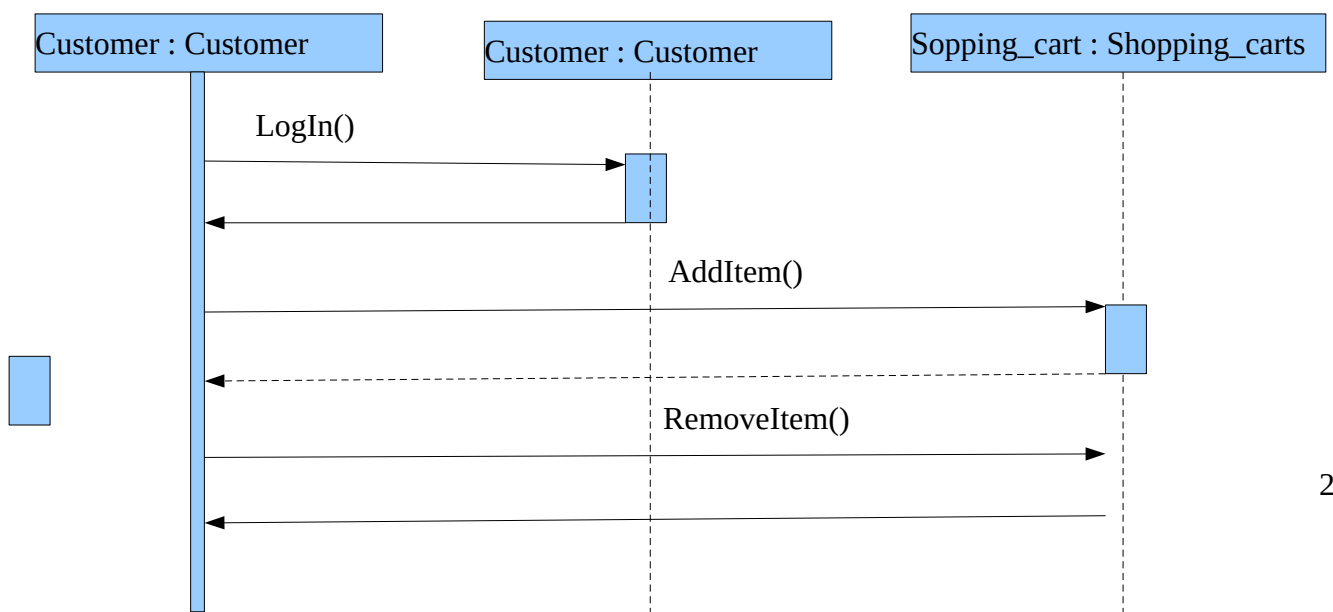 Customer : Customer
Customer : Customer
Sopping_cart : Shopping_carts
LogIn()
AddItem()
RemoveItem()
2